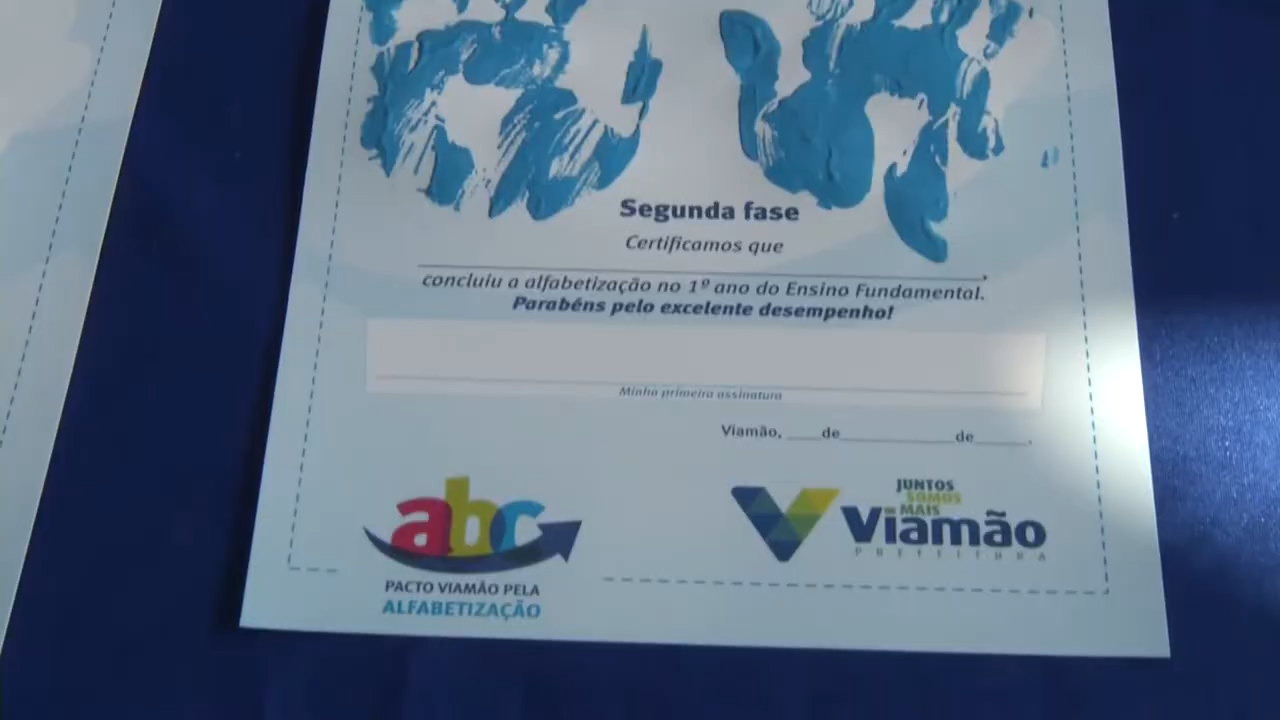 Segunda fase
Certificamos que
concluiu a alfabetização no 1º ano do Ensino Fundamental.
Parabéns pelo excelente desempenho!
Minha primeira assinatura
Viamão, ____de______________de_______.
abc
PACTO VIAMÃO PELA
ALFABETIZAÇÃO
JUNTOS
SOMOS
MAIS
Viamão
PREFEITURA